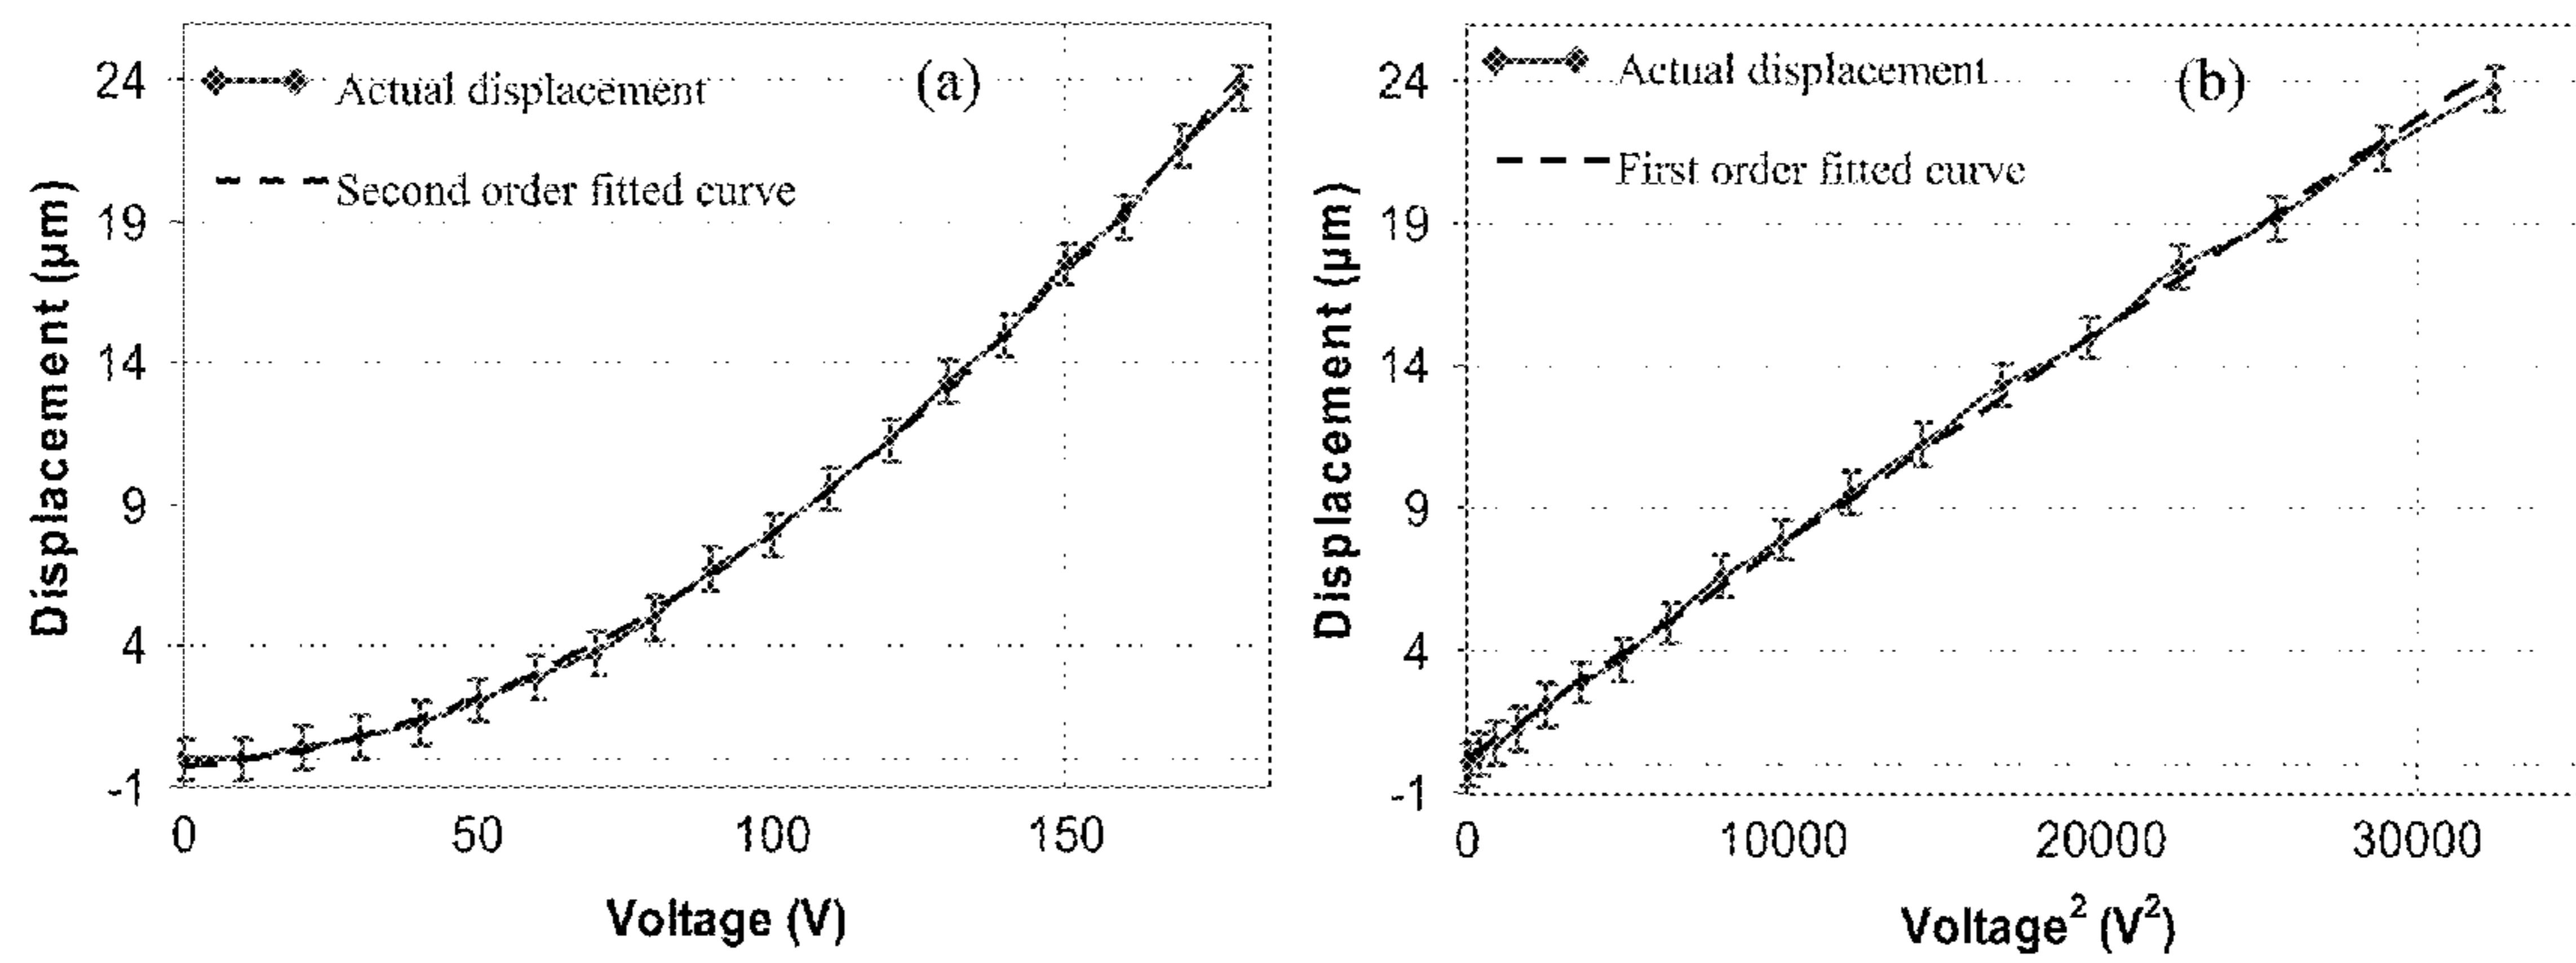 Actual displacement
(a)
Second order fitted curve
24
19
14
9
4
-1
0 50 100 150
Displacement (µm)
Voltage (V)
Actual displacement
(b)
First order fitted curve
24
19
14
9
4
-1
0 10000 20000 30000
Displacement (µm)
Voltage² (V²)